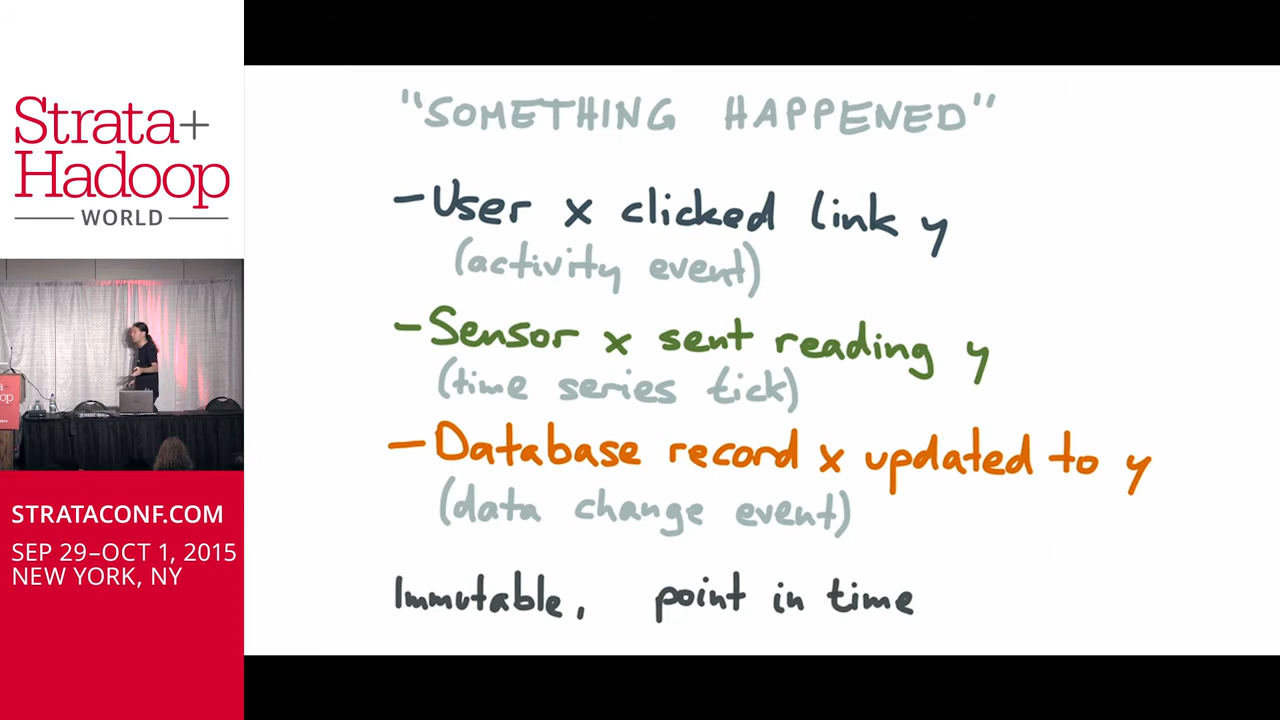 Strata+
Hadoop
WORLD
STRATACONF.COM
SEP 29–OCT 1, 2015
NEW YORK, NY
"SOMETHING HAPPENED"
– User x clicked link y
(activity event)
– Sensor x sent reading y
(time series tick)
– Database record x updated to y
(data change event)
Immutable, point in time